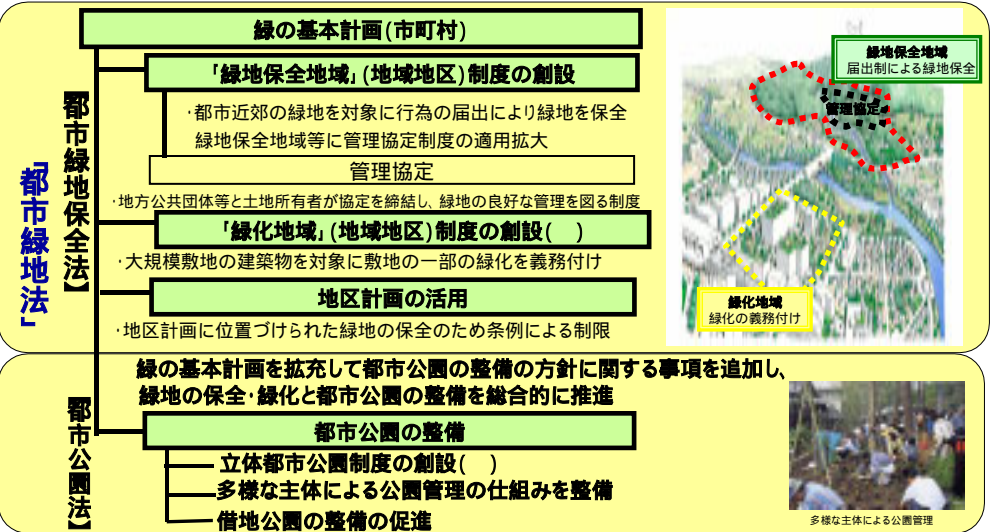 緑の基本計画(市町村)
「緑地保全地域」(地域地区)制度の創設
・都市近郊の緑地を対象に行為の届出により緑地を保全
緑地保全地域等に管理協定制度の適用拡大
管理協定
・地方公共団体等と土地所有者が協定を締結し、緑地の良好な管理を図る制度
「緑化地域」(地域地区)制度の創設(　)
・大規模敷地の建築物を対象に敷地の一部の緑化を義務付け
地区計画の活用
・地区計画に位置づけられた緑地の保全のため条例による制限
『都市緑地法』
都市緑地保全法】
緑地保全地域
届出制による緑地保全
管理協定
緑化地域
緑化の義務付け
緑の基本計画を拡充して都市公園の整備の方針に関する事項を追加し、
緑地の保全・緑化と都市公園の整備を総合的に推進
都市公園法】
都市公園の整備
立体都市公園制度の創設(　)
多様な主体による公園管理の仕組みを整備
借地公園の整備の促進
多様な主体による公園管理